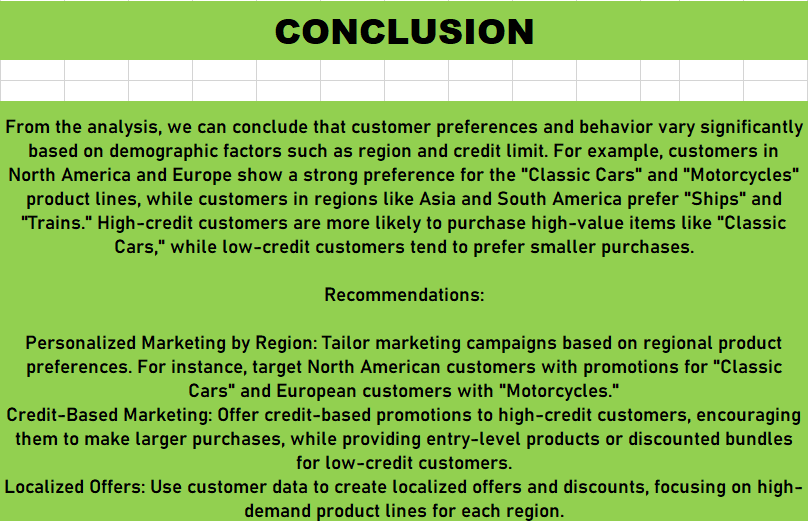 CONCLUSION
From the analysis, we can conclude that customer preferences and behavior vary significantly
based on demographic factors such as region and credit limit. For example, customers in
North America and Europe show a strong preference for the "Classic Cars" and "Motorcycles"
product lines, while customers in regions like Asia and South America prefer "Ships" and
"Trains." High-credit customers are more likely to purchase high-value items like "Classic
Cars," while low-credit customers tend to prefer smaller purchases.
Recommendations:
Personalized Marketing by Region: Tailor marketing campaigns based on regional product
preferences. For instance, target North American customers with promotions for "Classic
Cars" and European customers with "Motorcycles."
Credit-Based Marketing: Offer credit-based promotions to high-credit customers, encouraging
them to make larger purchases, while providing entry-level products or discounted bundles
for low-credit customers.
Localized Offers: Use customer data to create localized offers and discounts, focusing on high-
demand product lines for each region.